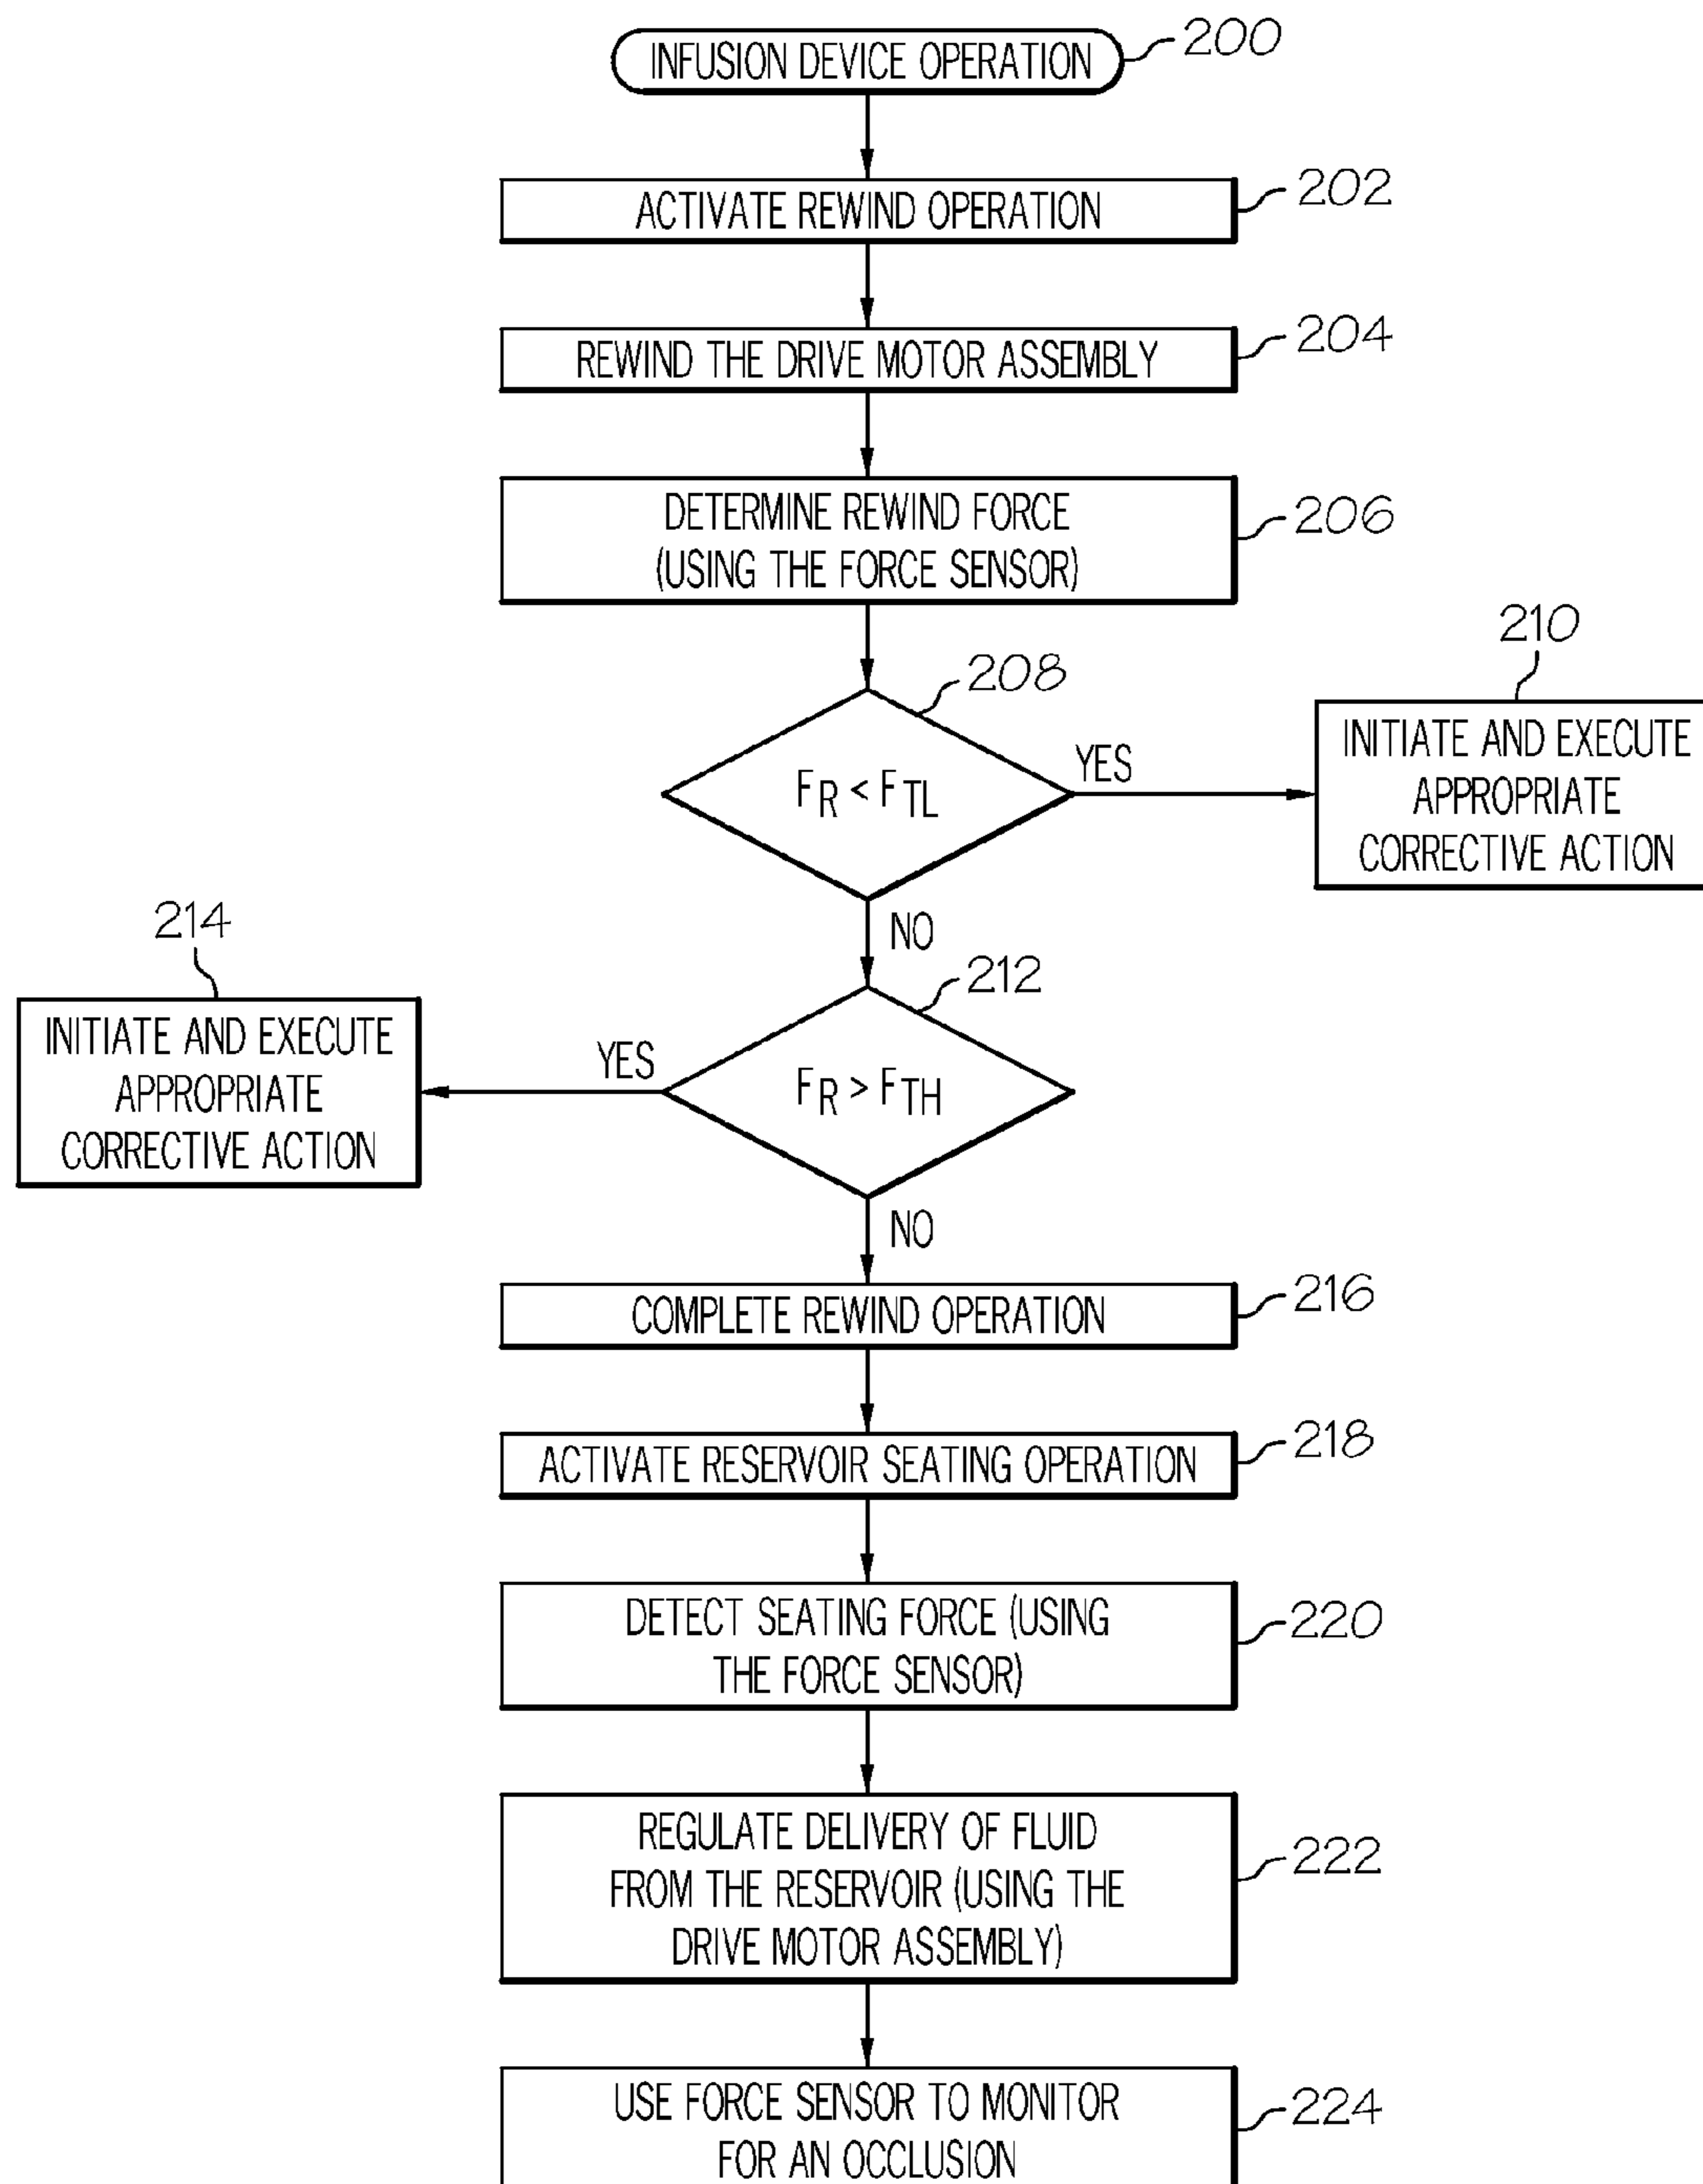 INFUSION DEVICE OPERATION
200
ACTIVATE REWIND OPERATION
202
REWIND THE DRIVE MOTOR ASSEMBLY
204
DETERMINE REWIND FORCE
(USING THE FORCE SENSOR)
206
208
FR < FTL
YES
210
INITIATE AND EXECUTE
APPROPRIATE
CORRECTIVE ACTION
NO
212
FR > FTH
YES
214
INITIATE AND EXECUTE
APPROPRIATE
CORRECTIVE ACTION
NO
COMPLETE REWIND OPERATION
216
ACTIVATE RESERVOIR SEATING OPERATION
218
DETECT SEATING FORCE (USING
THE FORCE SENSOR)
220
REGULATE DELIVERY OF FLUID
FROM THE RESERVOIR (USING THE
DRIVE MOTOR ASSEMBLY)
222
USE FORCE SENSOR TO MONITOR
FOR AN OCCLUSION
224